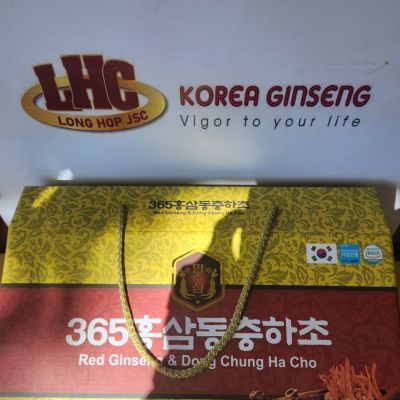 LHC
LONG HOP JSC
KOREA GINSENG
Vigor to your life
365홍삼동충하초
Red Ginseng & Dong Chung Ha Cho
HACCP
365홍삼동충하초
Red Ginseng & Dong Chung Ha Cho